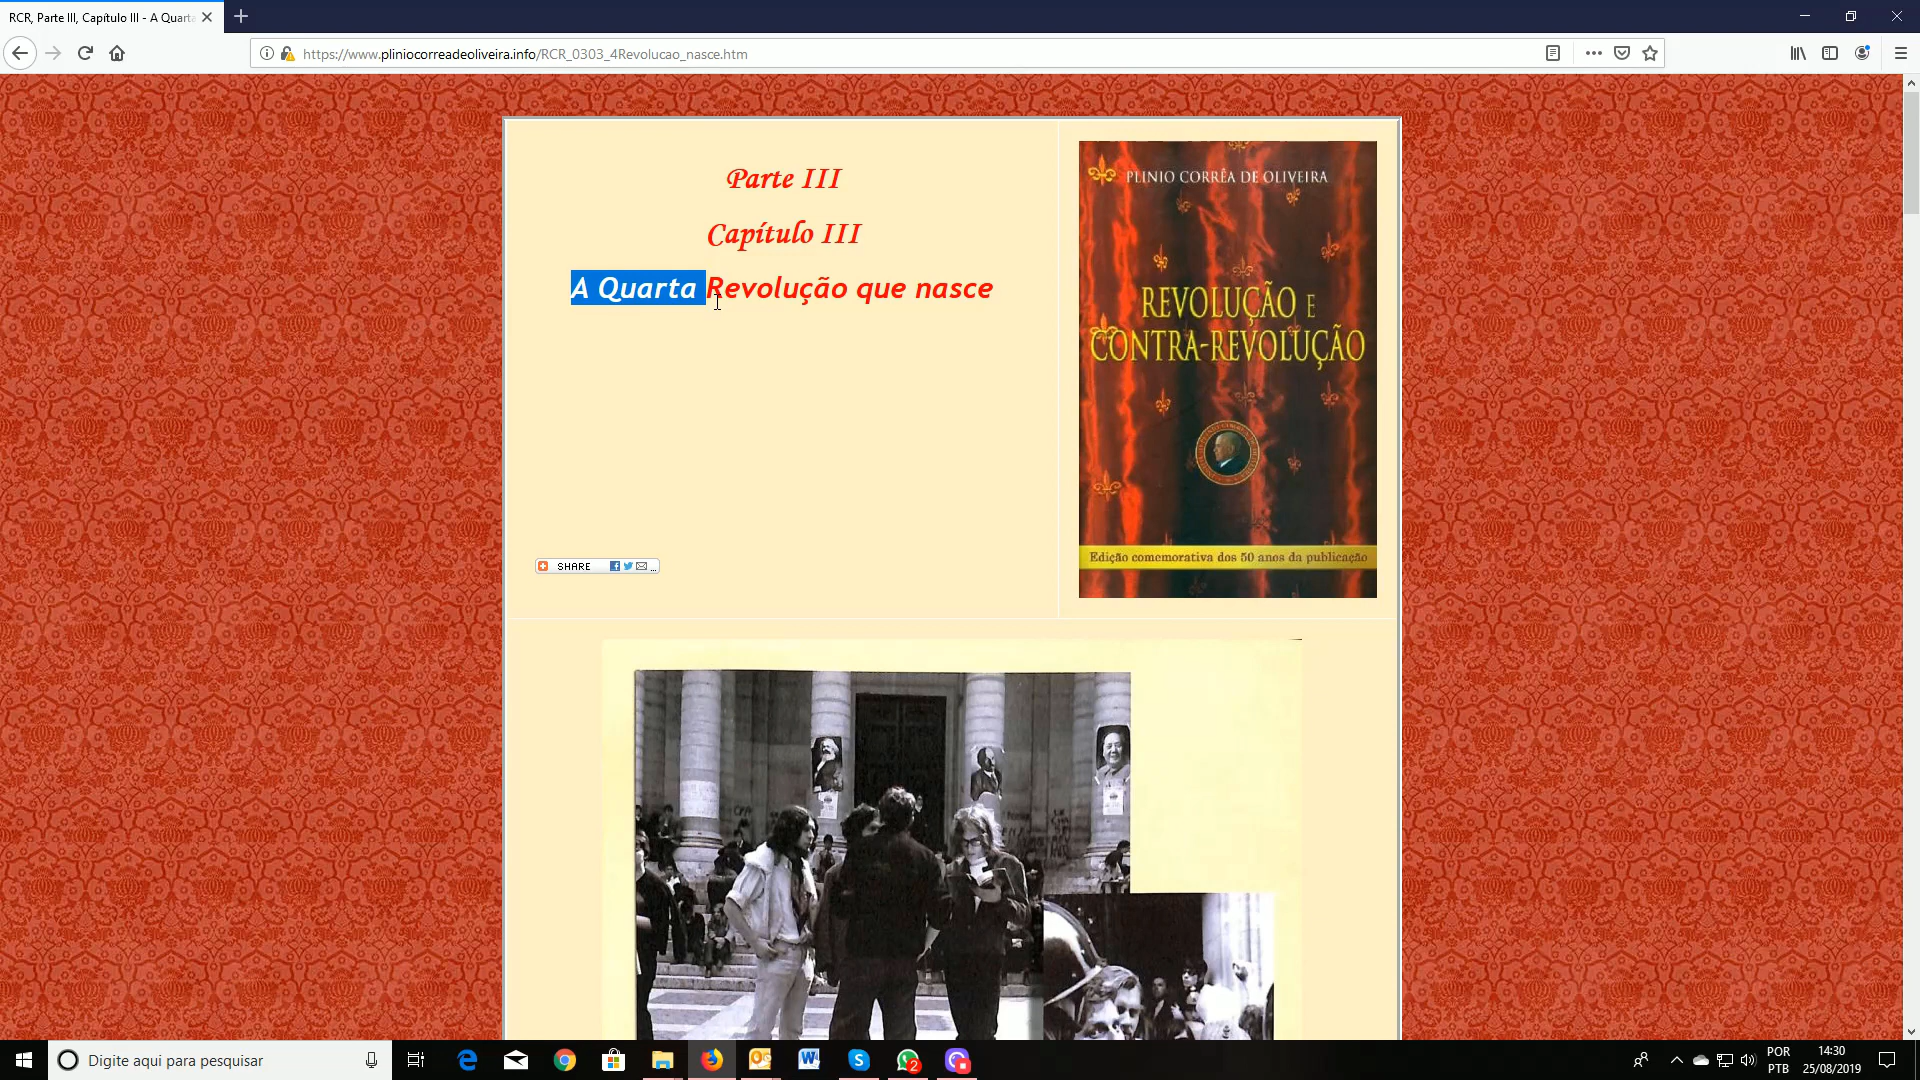 RCR, Parte III, Capítulo III - A Quarta
https://www.pliniocorreadeoliveira.info/RCR_0303_4Revolucao_nasce.htm
Parte III
Capítulo III
A Quarta Revolução que nasce
SHARE
PLINIO CORRÊA DE OLIVEIRA
REVOLUÇÃO E
CONTRA-REVOLUÇÃO
Edição comemorativa dos 50 anos da publicação
Digite aqui para pesquisar
2
POR
PTB
14:30
25/08/2019